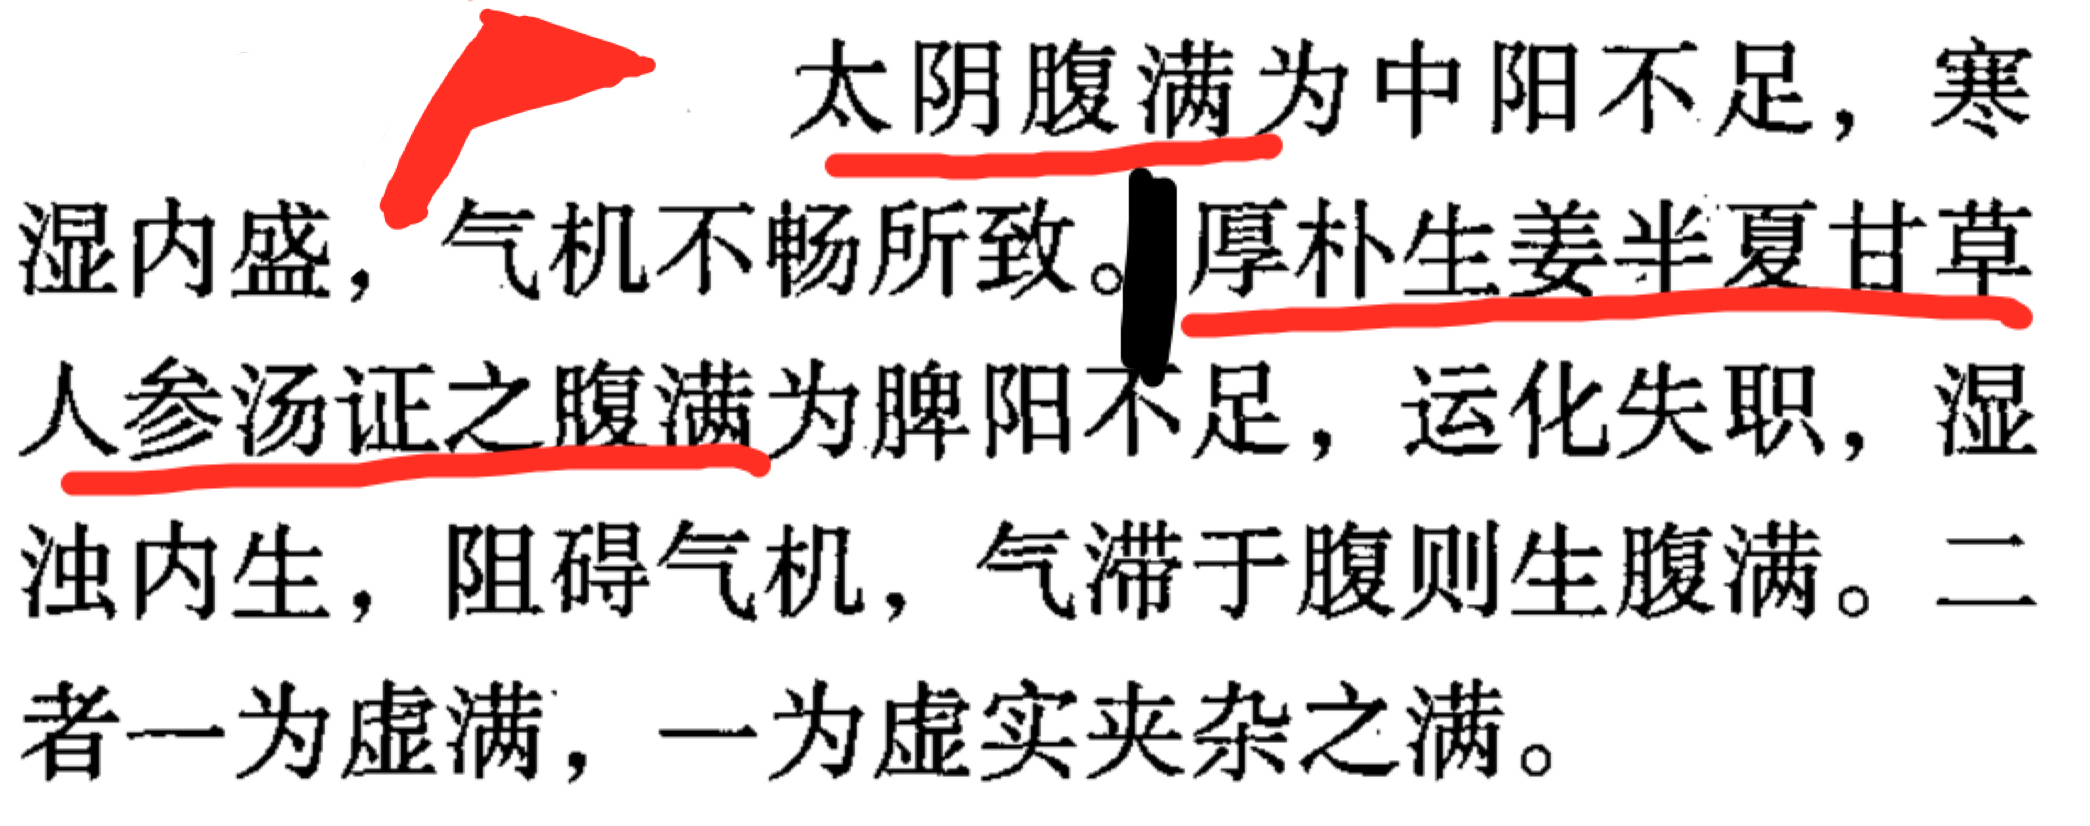 太阴腹满为中阳不足，寒
湿内盛，气机不畅所致。厚朴生姜半夏甘草
人参汤证之腹满为脾阳不足，运化失职，湿
浊内生，阻碍气机，气滞于腹则生腹满。二
者一为虚满，一为虚实夹杂之满。